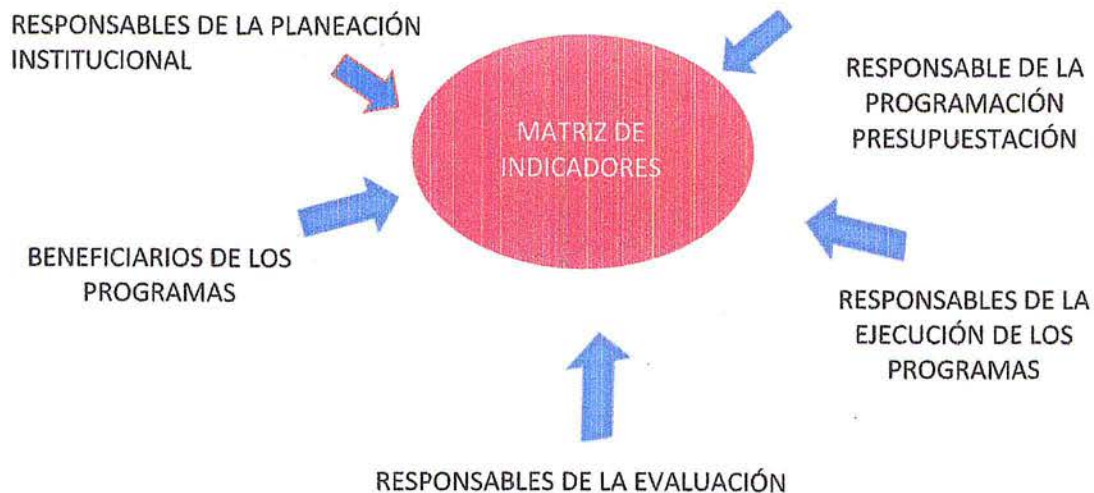 RESPONSABLES DE LA PLANEACIÓN
INSTITUCIONAL
RESPONSABLE DE LA
PROGRAMACIÓN
PRESUPUESTACIÓN
MATRIZ DE
INDICADORES
BENEFICIARIOS DE LOS
PROGRAMAS
RESPONSABLES DE LA
EJECUCIÓN DE LOS
PROGRAMAS
RESPONSABLES DE LA EVALUACIÓN